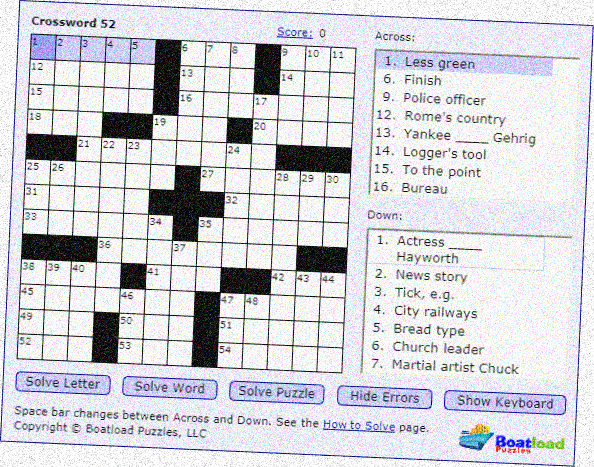 Crossword 52
Score: 0
1 2 3 4 5 6 7 8 9 10 11
12 13 14
15 16 17
18 19 20
21 22 23 24
25 26 27 28 29 30
31 32
33 34 35
36 37
38 39 40 41 42 43 44
45 46 47 48
49 50 51
52 53 54
Across:
1. Less green
6. Finish
9. Police officer
12. Rome's country
13. Yankee ____ Gehrig
14. Logger's tool
15. To the point
16. Bureau
Down:
1. Actress ____
Hayworth
2. News story
3. Tick, e.g.
4. City railways
5. Bread type
6. Church leader
7. Martial artist Chuck
Solve Letter Solve Word Solve Puzzle Hide Errors Show Keyboard
Space bar changes between Across and Down. See the How to Solve page.
Copyright © Boatload Puzzles, LLC
Boatload
Puzzles